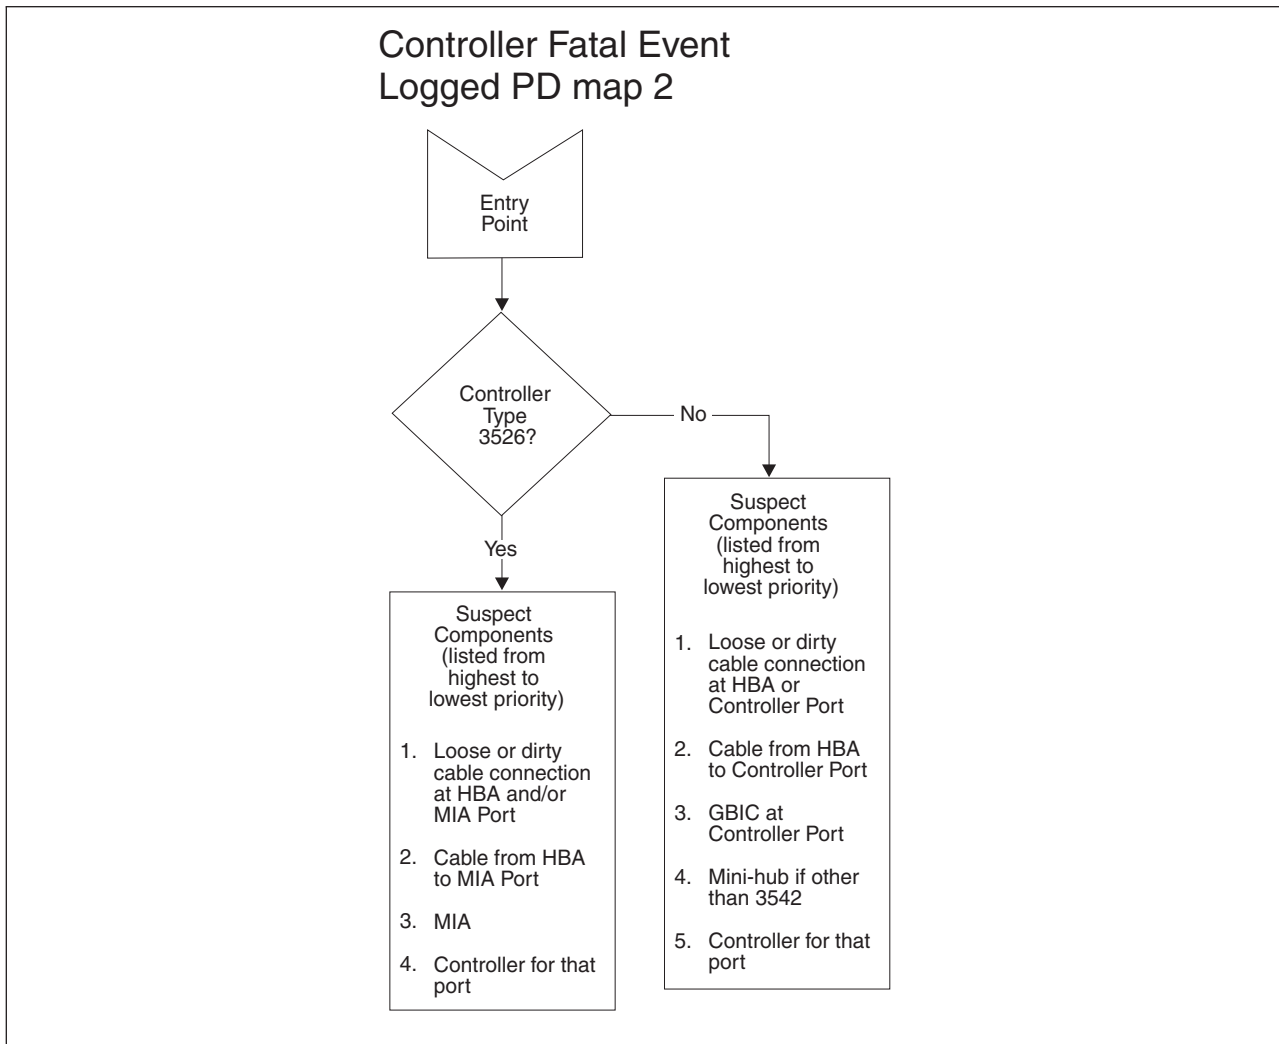 Controller Fatal Event
Logged PD map 2
Entry
Point
Controller
Type
3526?
No
Yes
Suspect
Components
(listed from
highest to
lowest priority)
1. Loose or dirty
cable connection
at HBA and/or
MIA Port
2. Cable from HBA
to MIA Port
3. MIA
4. Controller for that
port
Suspect
Components
(listed from
highest to
lowest priority)
1. Loose or dirty
cable connection
at HBA or
Controller Port
2. Cable from HBA
to Controller Port
3. GBIC at
Controller Port
4. Mini-hub if other
than 3542
5. Controller for that
port